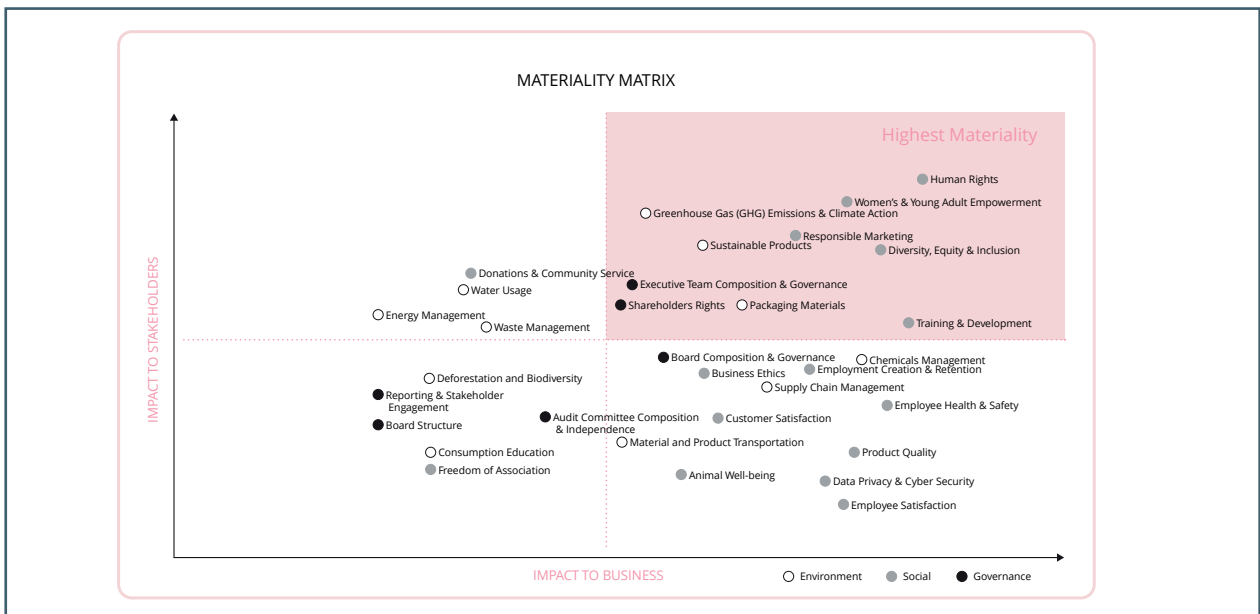 MATERIALITY MATRIX
Highest Materiality
Human Rights
Women's & Young Adult Empowerment
Greenhouse Gas (GHG) Emissions & Climate Action
Responsible Marketing
Sustainable Products
Diversity, Equity & Inclusion
Donations & Community Service
Executive Team Composition & Governance
Water Usage
Shareholders Rights
Packaging Materials
Energy Management
Training & Development
Waste Management
IMPACT TO STAKEHOLDERS
Board Composition & Governance
Chemicals Management
Employment Creation & Retention
Business Ethics
Deforestation and Biodiversity
Supply Chain Management
Reporting & Stakeholder
Engagement
Employee Health & Safety
Audit Committee Composition
& Independence
Customer Satisfaction
Board Structure
Material and Product Transportation
Consumption Education
Product Quality
Freedom of Association
Animal Well-being
Data Privacy & Cyber Security
Employee Satisfaction
IMPACT TO BUSINESS
Environment
Social
Governance